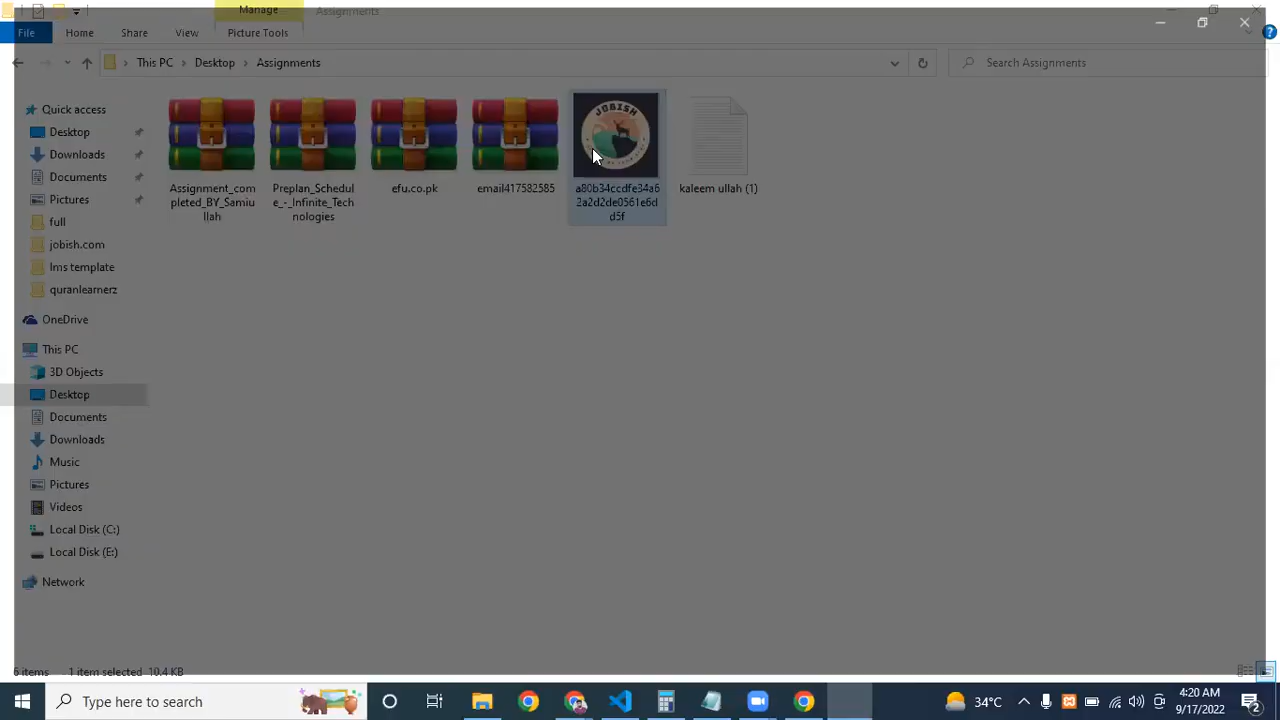 Manage
Assignments
File
Home
Share
View
Picture Tools
This PC
Desktop
Assignments
Search Assignments
Quick access
Desktop
Downloads
Documents
Pictures
full
jobish.com
lms template
quranlearnerz
OneDrive
This PC
3D Objects
Desktop
Documents
Downloads
Music
Pictures
Videos
Local Disk (C:)
Local Disk (E:)
Network
Assignment_com
pleted_BY_Samiu
llah
Preplan_Schedul
e_-_Infinite_Tech
nologies
efu.co.pk
email417582585
JOBISH
a80b34ccdfe34a6
2a2d2de0561e6d
d5f
kaleem ullah (1)
6 items
1 item selected 10.4 KB
Type here to search
34°C
4:20 AM
9/17/2022
2